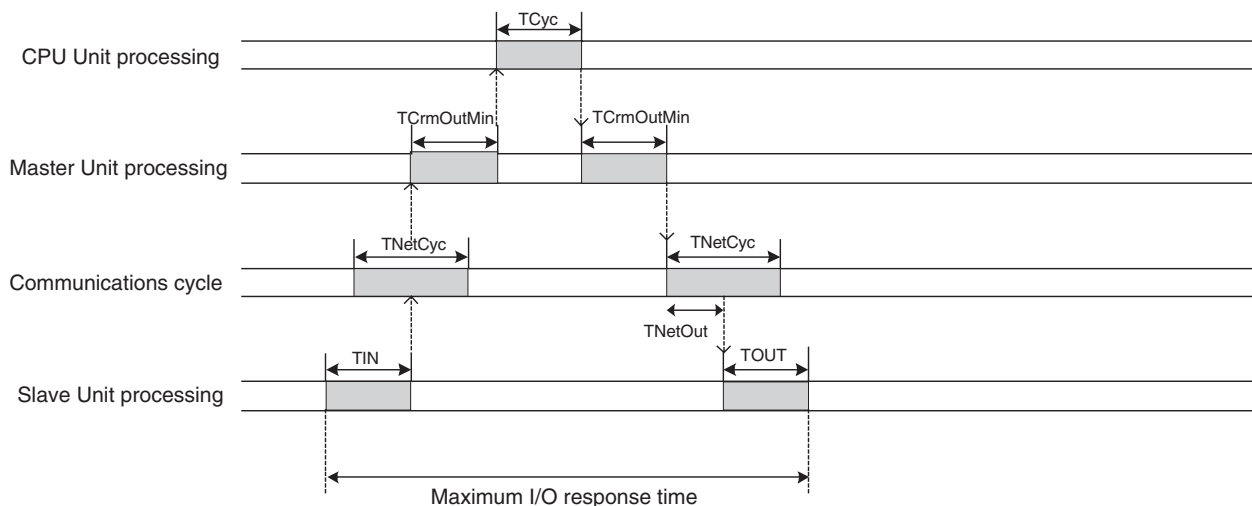 TCyc
CPU Unit processing
TCrmOutMin
TCrmOutMin
Master Unit processing
TNetCyc
TNetCyc
Communications cycle
TNetOut
TIN
TOUT
Slave Unit processing
Maximum I/O response time